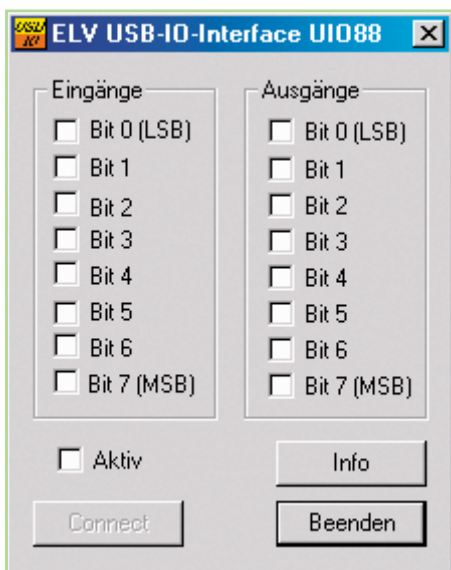 USB
IO
ELV USB-IO-Interface UIO88
Eingänge
Bit 0 (LSB)
Bit 1
Bit 2
Bit 3
Bit 4
Bit 5
Bit 6
Bit 7 (MSB)
Ausgänge
Bit 0 (LSB)
Bit 1
Bit 2
Bit 3
Bit 4
Bit 5
Bit 6
Bit 7 (MSB)
Aktiv
Info
Connect
Beenden